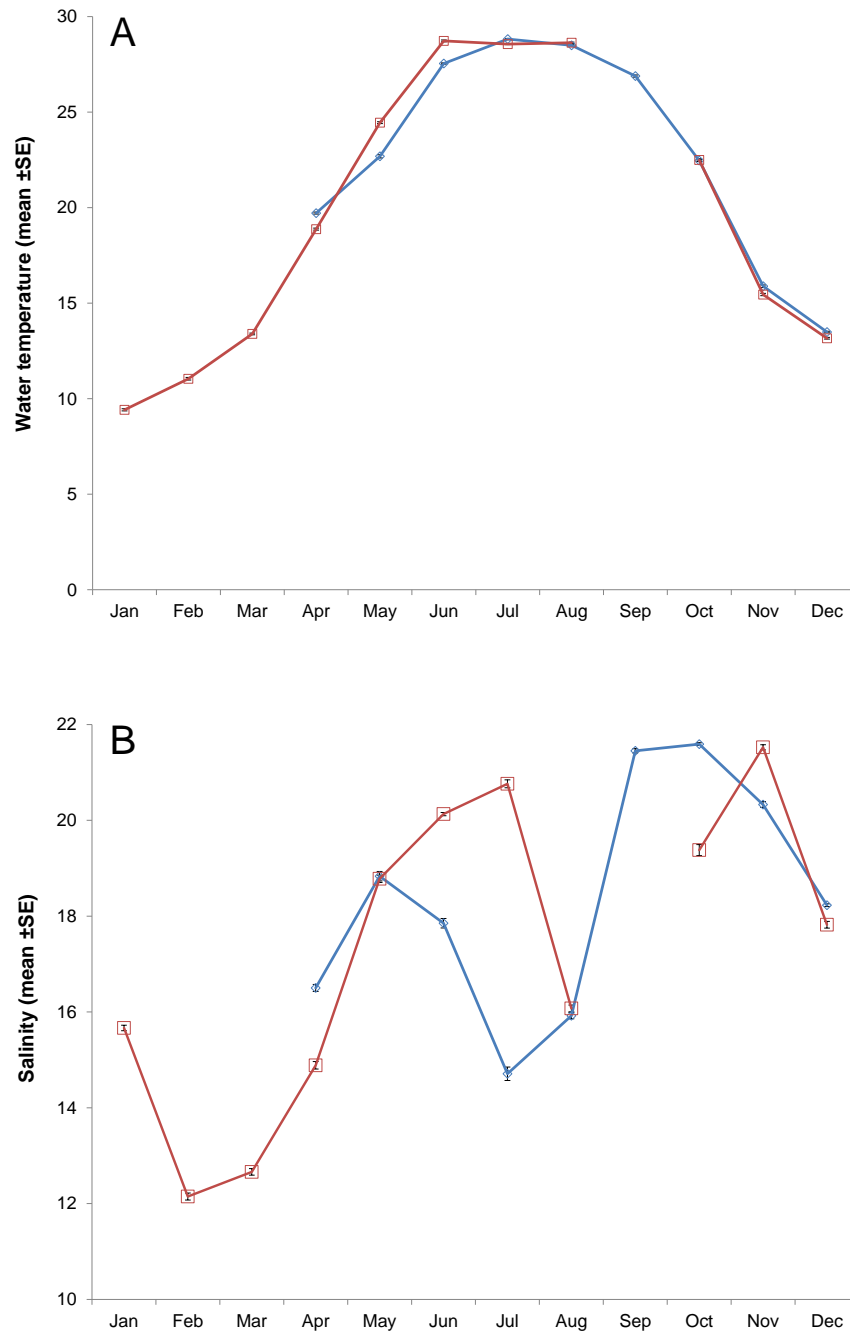 A
Water temperature (mean ±SE)
30
25
20
15
10
5
0
Jan Feb Mar Apr May Jun Jul Aug Sep Oct Nov Dec
B
Salinity (mean ±SE)
22
20
18
16
14
12
10
Jan Feb Mar Apr May Jun Jul Aug Sep Oct Nov Dec